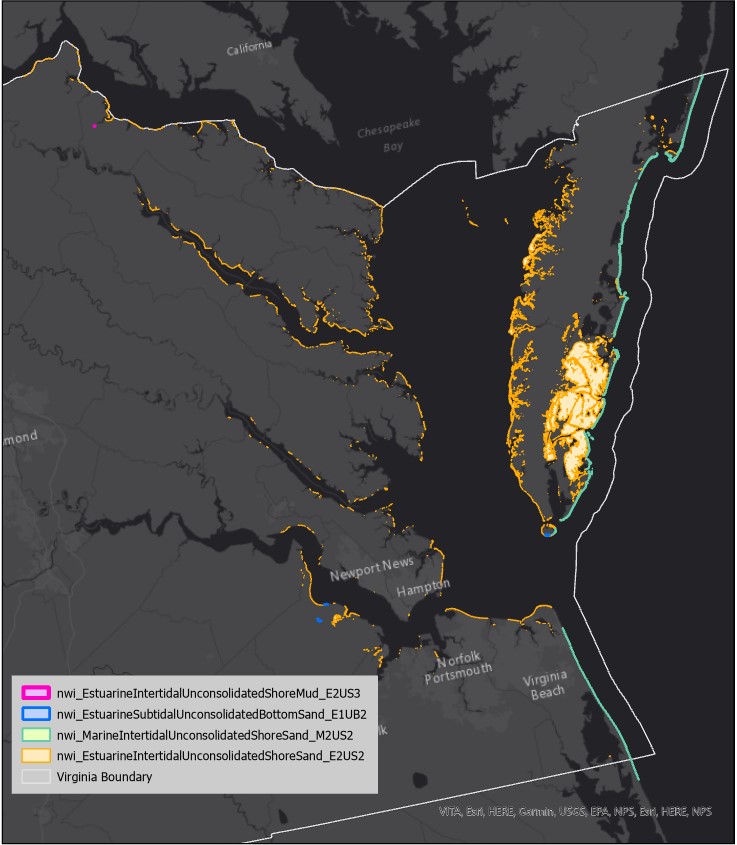 California
Chesapeake
Bay
mond
Newport News
Hampton
Norfolk
Portsmouth
Virginia
Beach
lk
nwi_EstuarineIntertidalUnconsolidatedShoreMud_E2US3
nwi_EstuarineSubtidalUnconsolidatedBottomSand_E1UB2
nwi_MarineIntertidalUnconsolidatedShoreSand_M2US2
nwi_EstuarineIntertidalUnconsolidatedShoreSand_E2US2
Virginia Boundary
VITA, Esri, HERE, Garmin, USGS, EPA, NPS, Esri, HERE, NPS